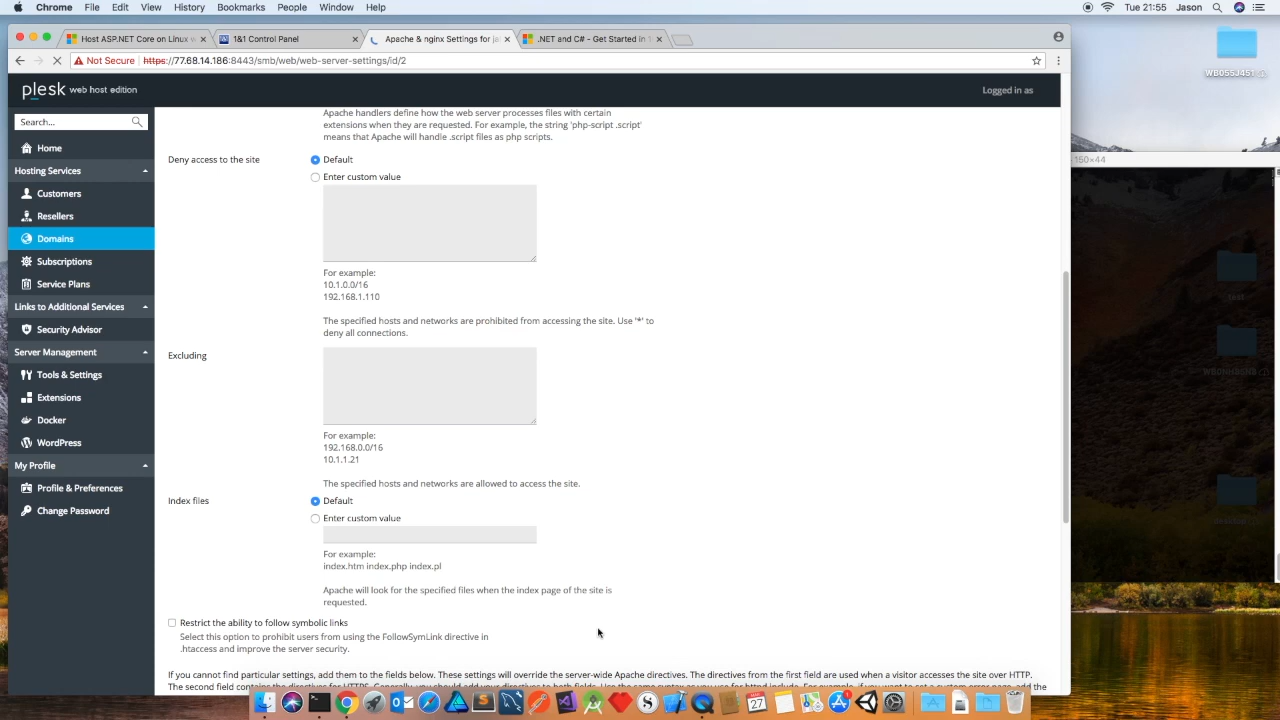 Chrome File Edit View History Bookmarks People Window Help Tue 21:55 Jason
Host ASP.NET Core on Linux 1&1 Control Panel Apache & nginx Settings for .NET and C# - Get Started in
Not Secure https://77.68.14.186:8443/smb/web/web-server-settings/id/2
plesk web host edition
Logged in as
Search...
Home
Hosting Services
Customers
Resellers
Domains
Subscriptions
Service Plans
Links to Additional Services
Security Advisor
Server Management
Tools & Settings
Extensions
Docker
WordPress
My Profile
Profile & Preferences
Change Password
Apache handlers define how the web server processes files with certain
extensions when they are requested. For example, the string 'php-script .script'
means that Apache will handle .script files as php scripts.
Deny access to the site
Default
Enter custom value
For example:
10.1.0.0/16
192.168.1.110
The specified hosts and networks are prohibited from accessing the site. Use '*' to
deny all connections.
Excluding
For example:
192.168.0.0/16
10.1.1.21
The specified hosts and networks are allowed to access the site.
Index files
Default
Enter custom value
For example:
index.htm index.php index.pl
Apache will look for the specified files when the index page of the site is
requested.
Restrict the ability to follow symbolic links
Select this option to prohibit users from using the FollowSymLink directive in
.htaccess and improve the server security.
If you cannot find particular settings, add them to the fields below. These settings will override the server-wide Apache directives. The directives from the first field are used when a visitor accesses the site over HTTP.
WB055J451
150×44
27